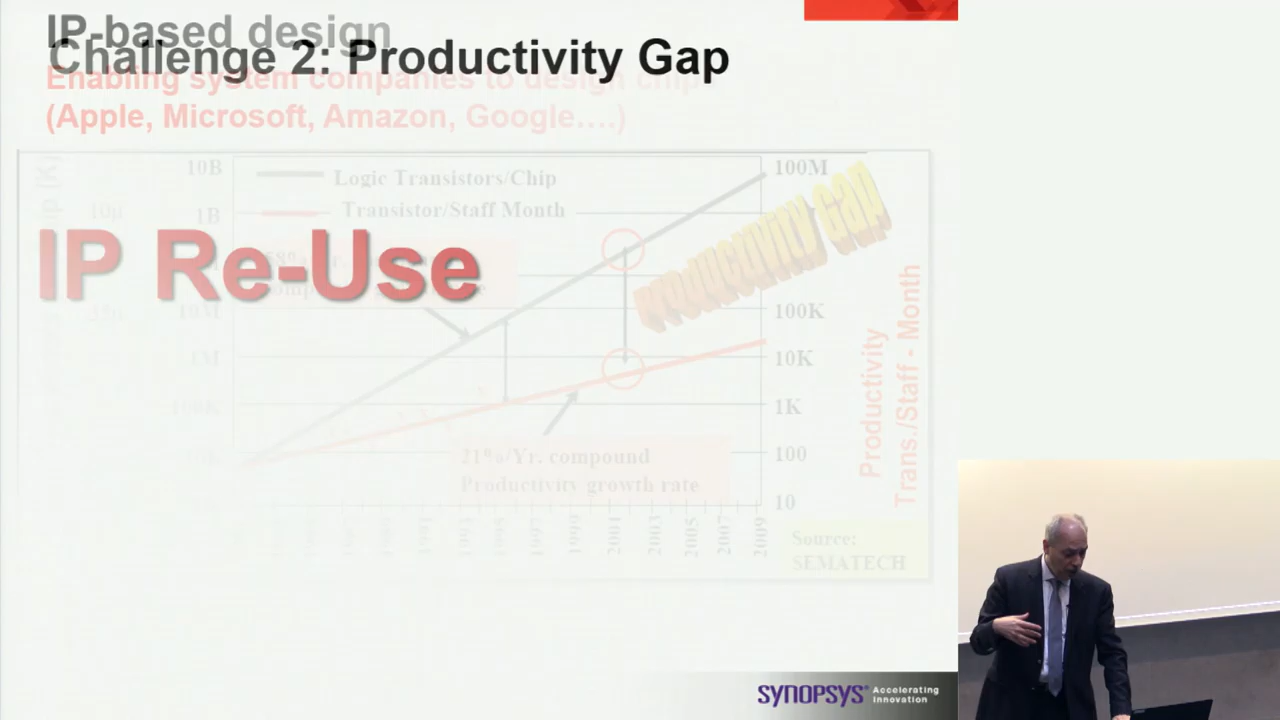 IP-based design
Challenge 2: Productivity Gap
Enabling system companies to design chip
(Apple, Microsoft, Amazon, Google....)
10B
Logic Transistors/Chip
100M
Transistor/Staff Month
1B
Productivity Gap
IP Re-Use
10M
100K
1M
10K
100K
1K
21%/Yr. compound
Productivity growth rate
100
10
Productivity
Trans./Staff - Month
1995
1997
1999
2001
2003
2005
2007
2009
Source:
SEMATECH
SYNOPSYS
Accelerating
Innovation